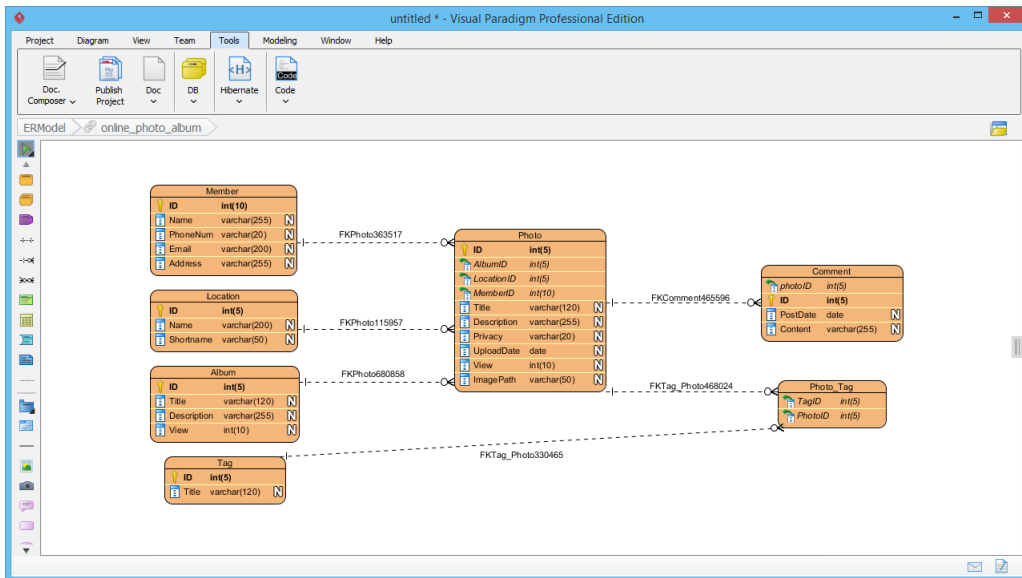 untitled * - Visual Paradigm Professional Edition
Project Diagram View Team Tools Modeling Window Help
Doc. Composer
Publish Project
Doc
DB
<H>
Hibernate
Code
Code
ERModel online_photo_album
Member
ID int(10)
Name varchar(255) N
PhoneNum varchar(20) N
Email varchar(200) N
Address varchar(255) N
FKPhoto363517
Location
ID int(5)
Name varchar(200) N
Shortname varchar(50) N
FKPhoto115957
Album
ID int(5)
Title varchar(120) N
Description varchar(255) N
View int(10) N
FKPhoto680858
Tag
ID int(5)
Title varchar(120) N
FKTag_Photo330465
Photo
ID int(5)
AlbumID int(5)
LocationID int(5)
MemberID int(10)
Title varchar(120) N
Description varchar(255) N
Privacy varchar(20) N
UploadDate date N
View int(10) N
ImagePath varchar(50) N
FKComment465596
Comment
photoID int(5)
ID int(5)
PostDate date N
Content varchar(255) N
FKTag_Photo468024
Photo_Tag
TagID int(5)
PhotoID int(5)